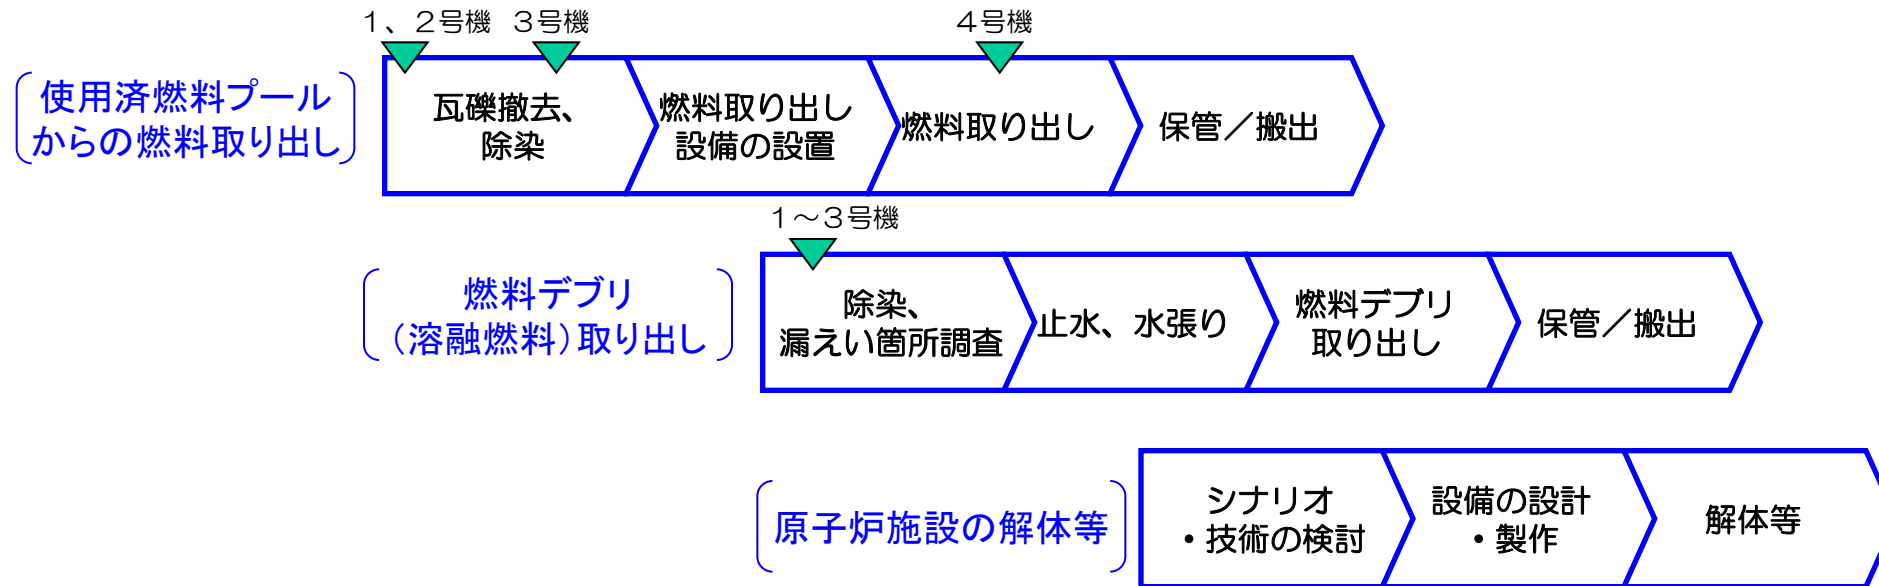 1、2号機 3号機
4号機
使用済燃料プール
からの燃料取り出し
瓦礫撤去、
除染
燃料取り出し
設備の設置
燃料取り出し
保管／搬出
1～3号機
燃料デブリ
（溶融燃料）取り出し
除染、
漏えい箇所調査
止水、水張り
燃料デブリ
取り出し
保管／搬出
原子炉施設の解体等
シナリオ
・技術の検討
設備の設計
・製作
解体等